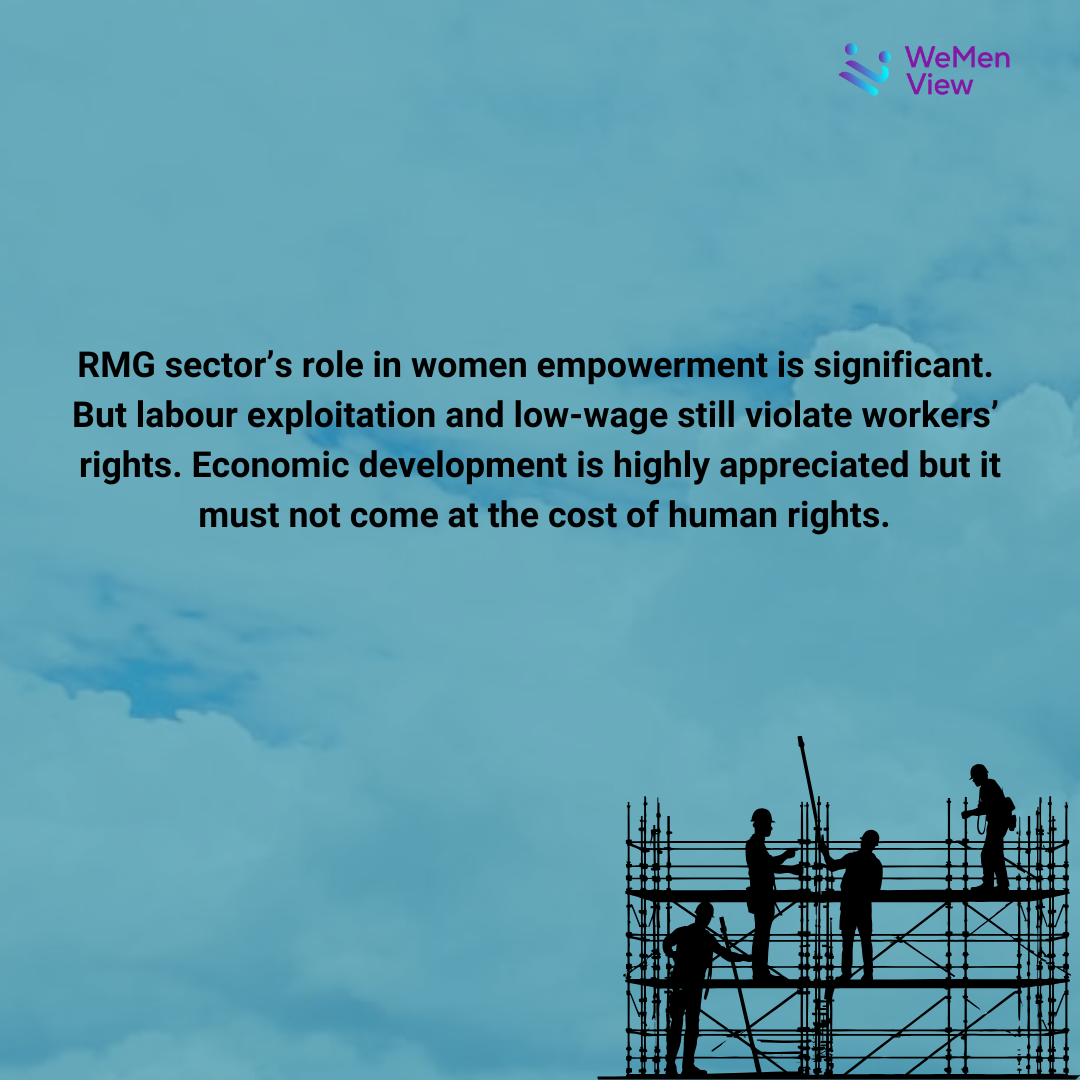 WeMen
View
RMG sector’s role in women empowerment is significant.
But labour exploitation and low-wage still violate workers’
rights. Economic development is highly appreciated but it
must not come at the cost of human rights.